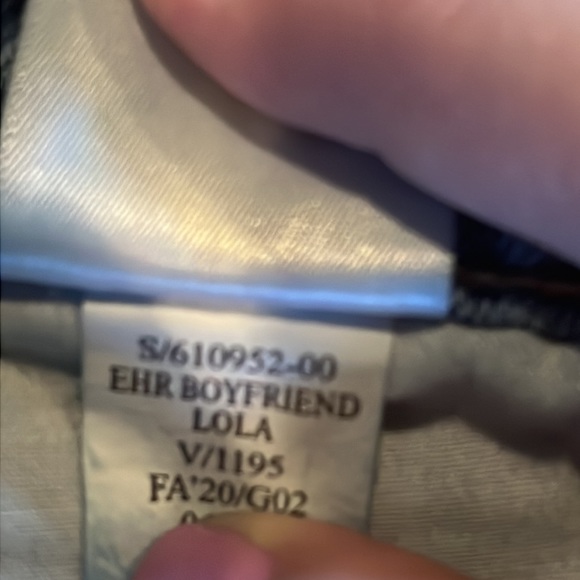 S/610952-00
EHR BOYFRIEND
LOLA
V/1195
FA'20/G02